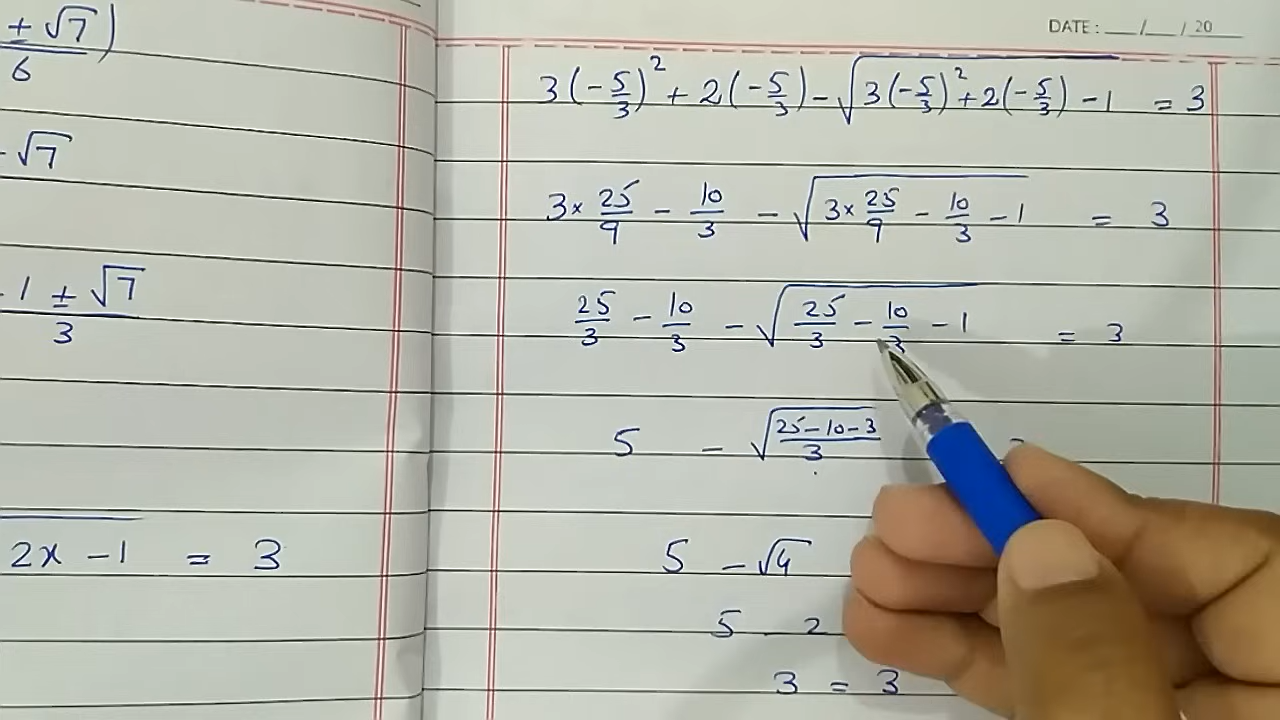 ± √7)
6
-√7
-1 ± √7
3
2x - 1 = 3
DATE : __/__/20__
3(-5/3)² + 2(-5/3) - √(3(-5/3)² + 2(-5/3) - 1) = 3
3 × 25/9 - 10/3 - √(3 × 25/9 - 10/3 - 1) = 3
25/3 - 10/3 - √(25/3 - 10/3 - 1) = 3
5 - √((25-10-3)/3)
5 - √4
5 - 2
3 = 3